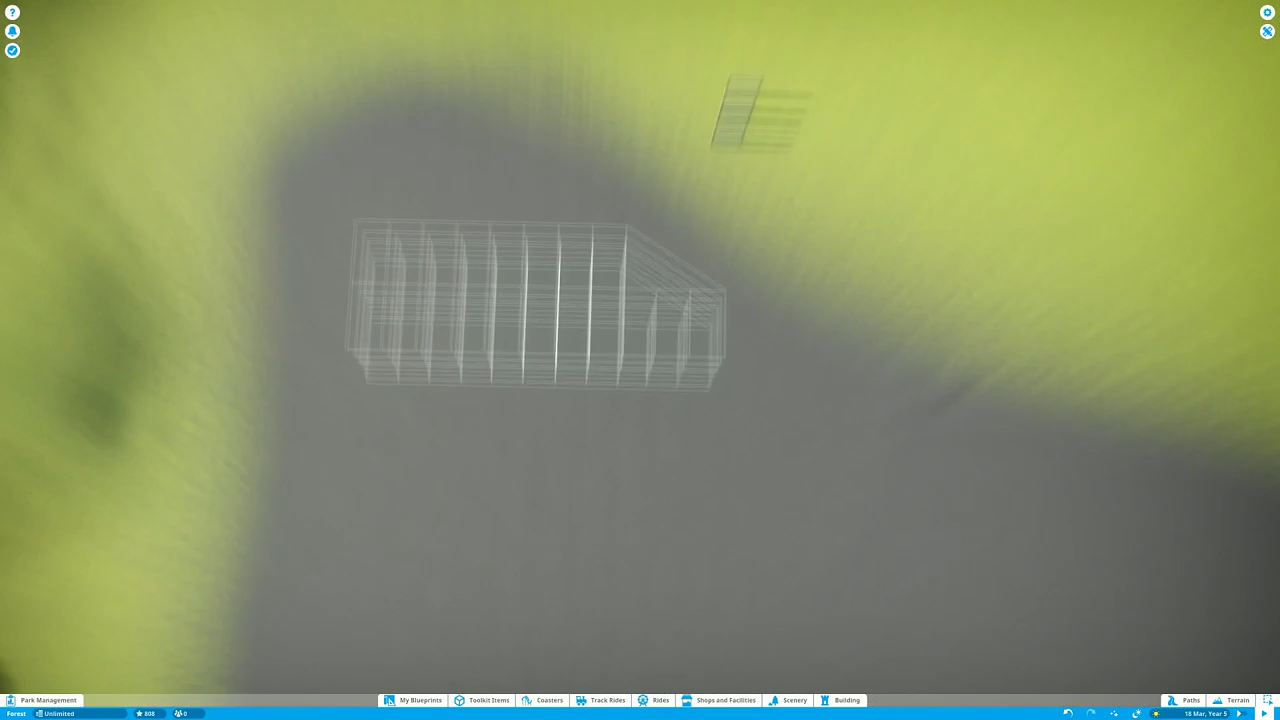 ?
Park Management
My Blueprints Toolkit Items Coasters Track Rides Rides Shops and Facilities Scenery Building Paths Terrain
Forest Unlimited 808 0 18 Mar, Year 5